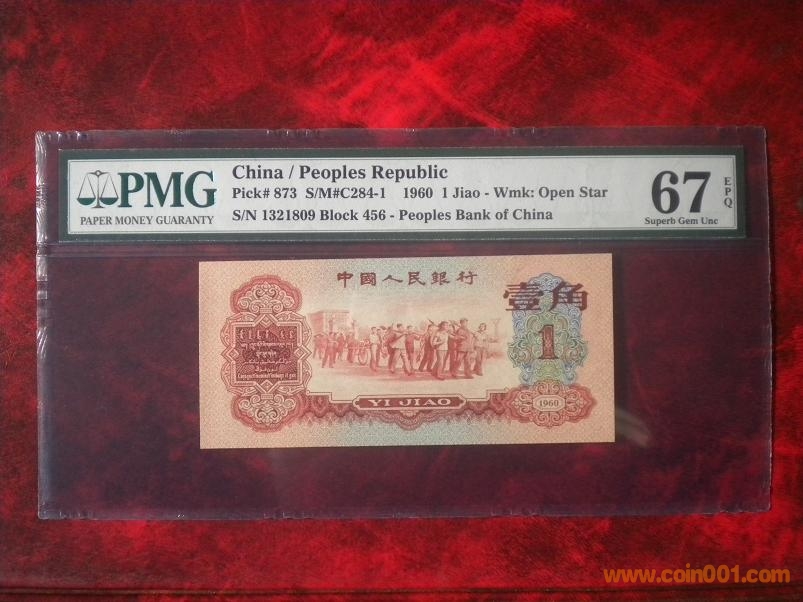 China / Peoples Republic
Pick# 873 S/M#C284-1 1960 1 Jiao - Wmk: Open Star
S/N 1321809 Block 456 - Peoples Bank of China
PMG
PAPER MONEY GUARANTY
67 EPQ
Superb Gem Unc
中國人民銀行
壹角
1
YI JIAO
1960
www.coin001.com